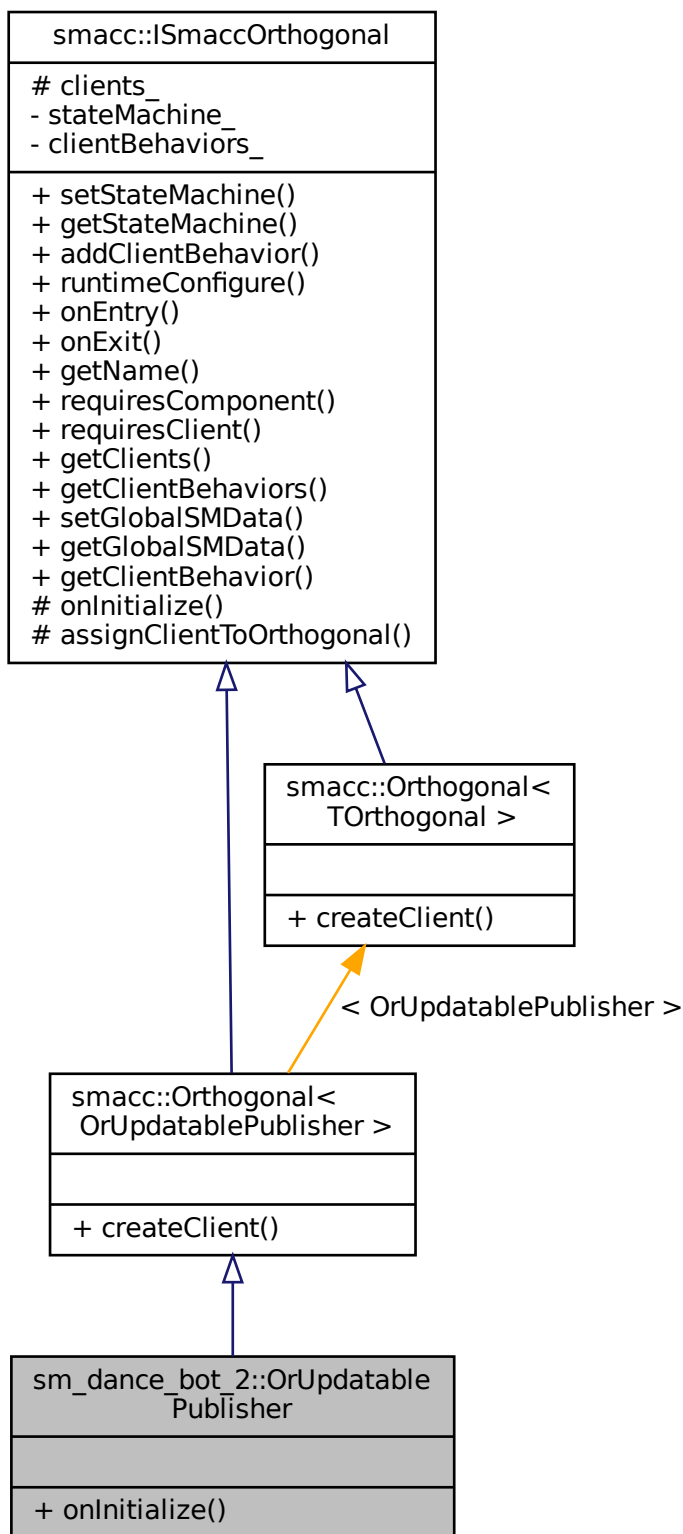 smacc::ISmaccOrthogonal
# clients_
- stateMachine_
- clientBehaviors_
+ setStateMachine()
+ getStateMachine()
+ addClientBehavior()
+ runtimeConfigure()
+ onEntry()
+ onExit()
+ getName()
+ requiresComponent()
+ requiresClient()
+ getClients()
+ getClientBehaviors()
+ setGlobalSMData()
+ getGlobalSMData()
+ getClientBehavior()
# onInitialize()
# assignClientToOrthogonal()
smacc::Orthogonal<
TOrthogonal >
+ createClient()
< OrUpdatablePublisher >
smacc::Orthogonal<
OrUpdatablePublisher >
+ createClient()
sm_dance_bot_2::OrUpdatable
Publisher
+ onInitialize()